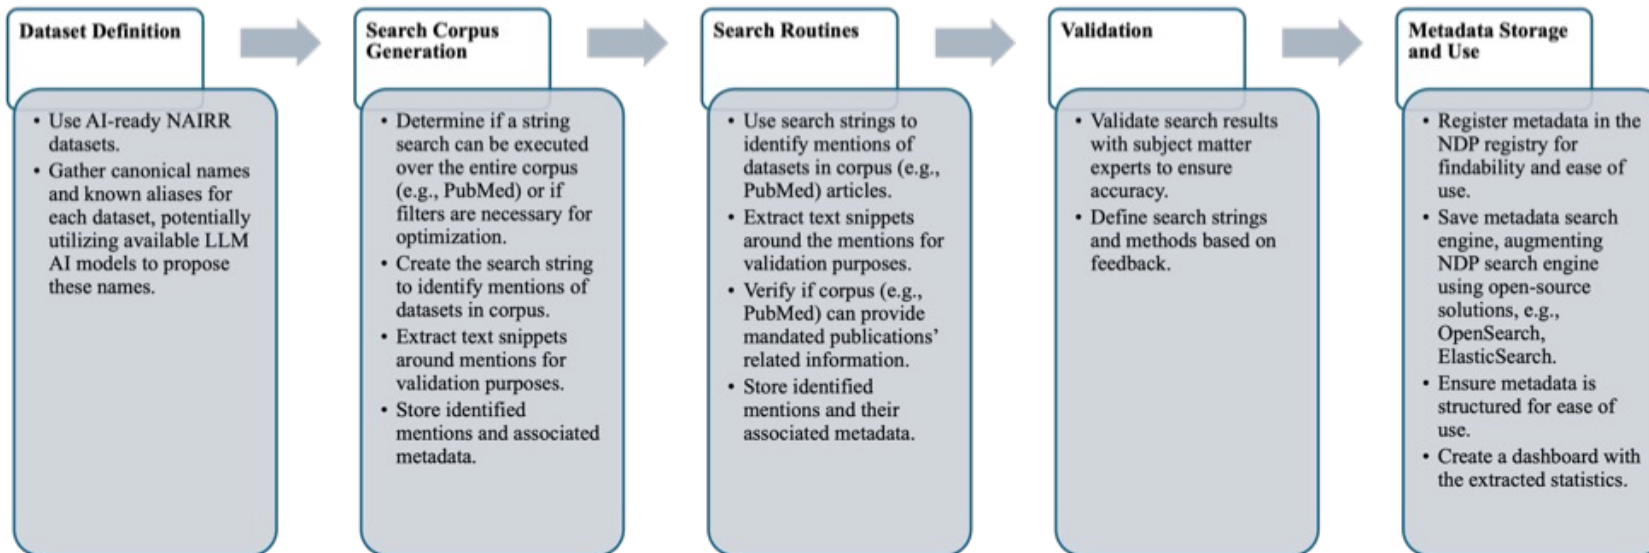 Dataset Definition
• Use AI-ready NAIRR
datasets.
• Gather canonical names
and known aliases for
each dataset, potentially
utilizing available LLM
AI models to propose
these names.
Search Corpus
Generation
• Determine if a string
search can be executed
over the entire corpus
(e.g., PubMed) or if
filters are necessary for
optimization.
• Create the search string
to identify mentions of
datasets in corpus.
• Extract text snippets
around mentions for
validation purposes.
• Store identified
mentions and associated
metadata.
Search Routines
• Use search strings to
identify mentions of
datasets in corpus (e.g.,
PubMed) articles.
• Extract text snippets
around the mentions for
validation purposes.
• Verify if corpus (e.g.,
PubMed) can provide
mandated publications’
related information.
• Store identified
mentions and their
associated metadata.
Validation
• Validate search results
with subject matter
experts to ensure
accuracy.
• Define search strings
and methods based on
feedback.
Metadata Storage
and Use
• Register metadata in the
NDP registry for
findability and ease of
use.
• Save metadata search
engine, augmenting
NDP search engine
using open-source
solutions, e.g.,
OpenSearch,
ElasticSearch.
• Ensure metadata is
structured for ease of
use.
• Create a dashboard with
the extracted statistics.